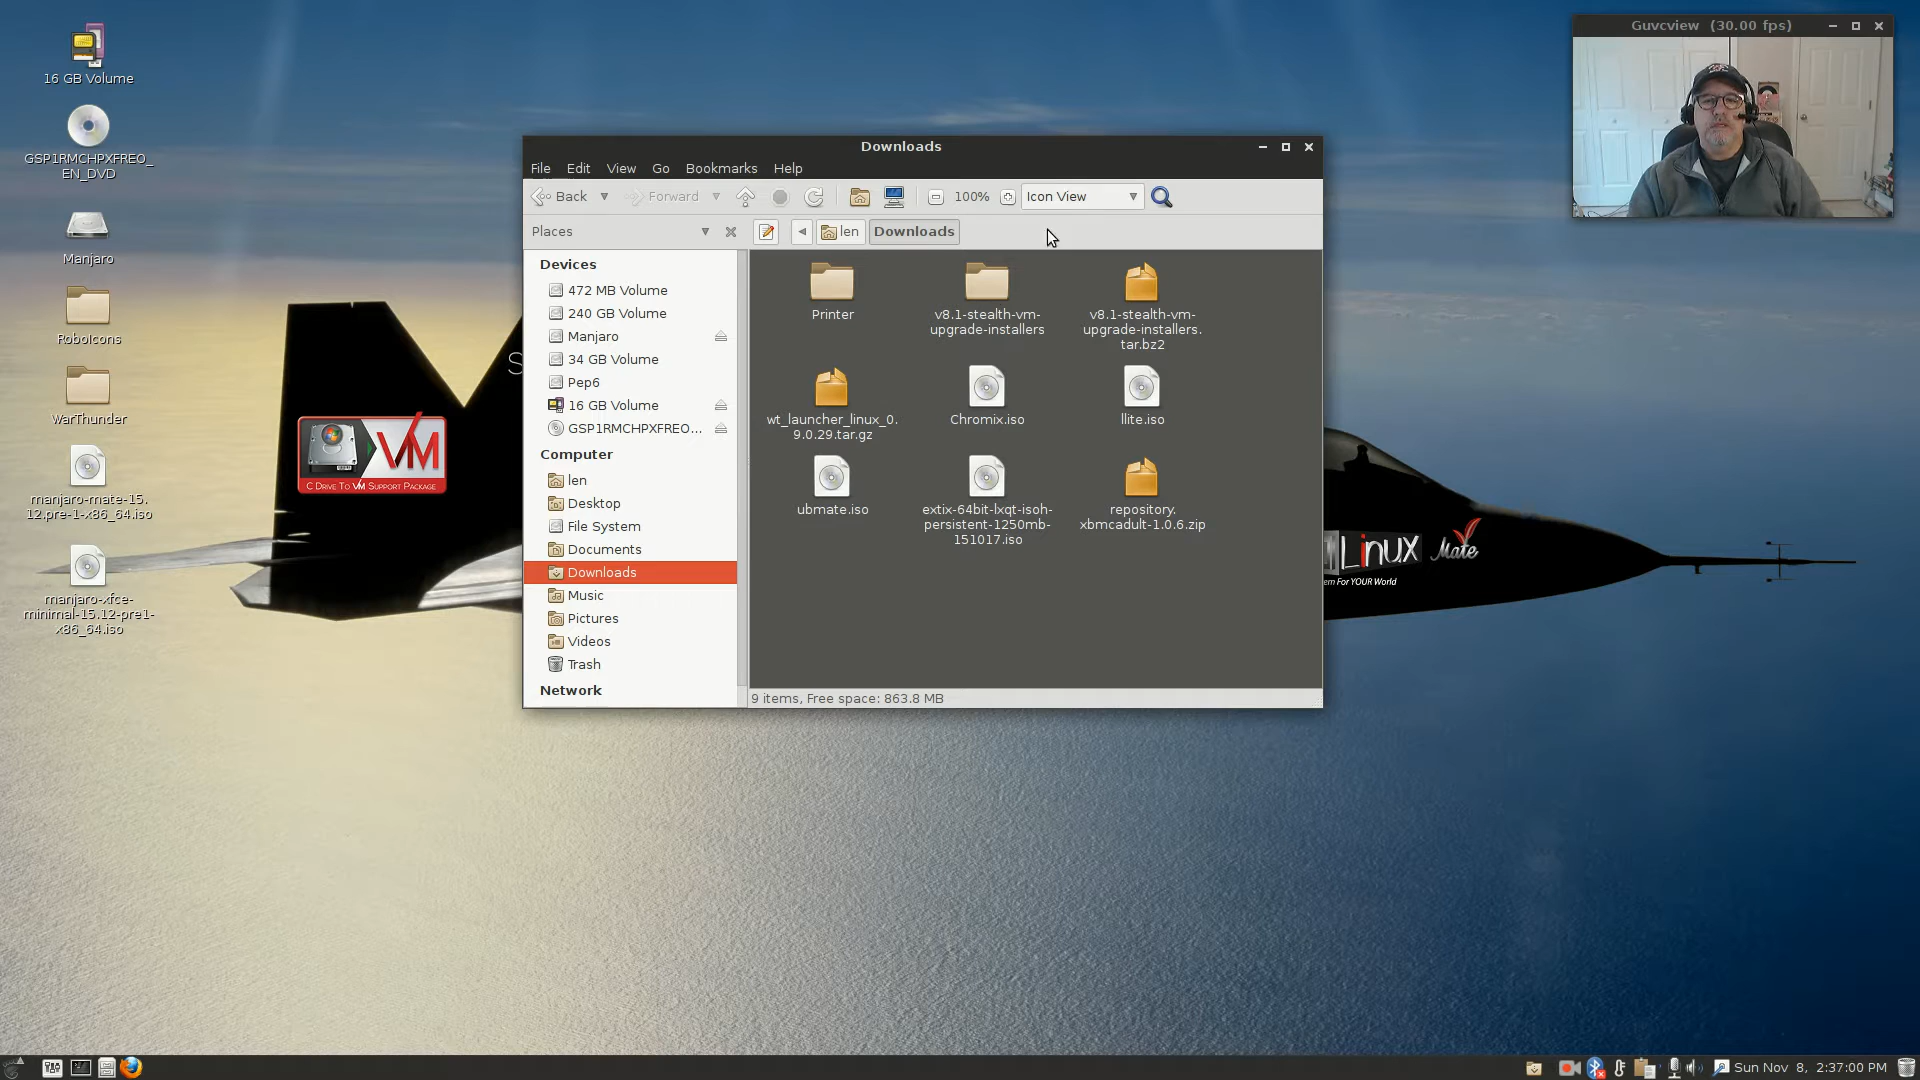 16 GB Volume
GSP1RMCHPXFREO_
EN_DVD
Manjaro
RoboIcons
WarThunder
manjaro-mate-15.
12.pre-1-x86_64.iso
manjaro-xfce-
minimal-15.12-pre1-
x86_64.iso
VM
C Drive To VM Support Package
S
Guvcview (30.00 fps)
Downloads
File Edit View Go Bookmarks Help
Back Forward 100% Icon View
Places len Downloads
Devices
472 MB Volume
240 GB Volume
Manjaro
34 GB Volume
Pep6
16 GB Volume
GSP1RMCHPXFREO...
Computer
len
Desktop
File System
Documents
Downloads
Music
Pictures
Videos
Trash
Network
Printer
v8.1-stealth-vm-
upgrade-installers
v8.1-stealth-vm-
upgrade-installers.
tar.bz2
wt_launcher_linux_0.
9.0.29.tar.gz
Chromix.iso
llite.iso
ubmate.iso
extix-64bit-lxqt-isoh-
persistent-1250mb-
151017.iso
repository.
xbmcadult-1.0.6.zip
9 items, Free space: 863.8 MB
Linux Mate
em For YOUR World
Sun Nov 8, 2:37:00 PM